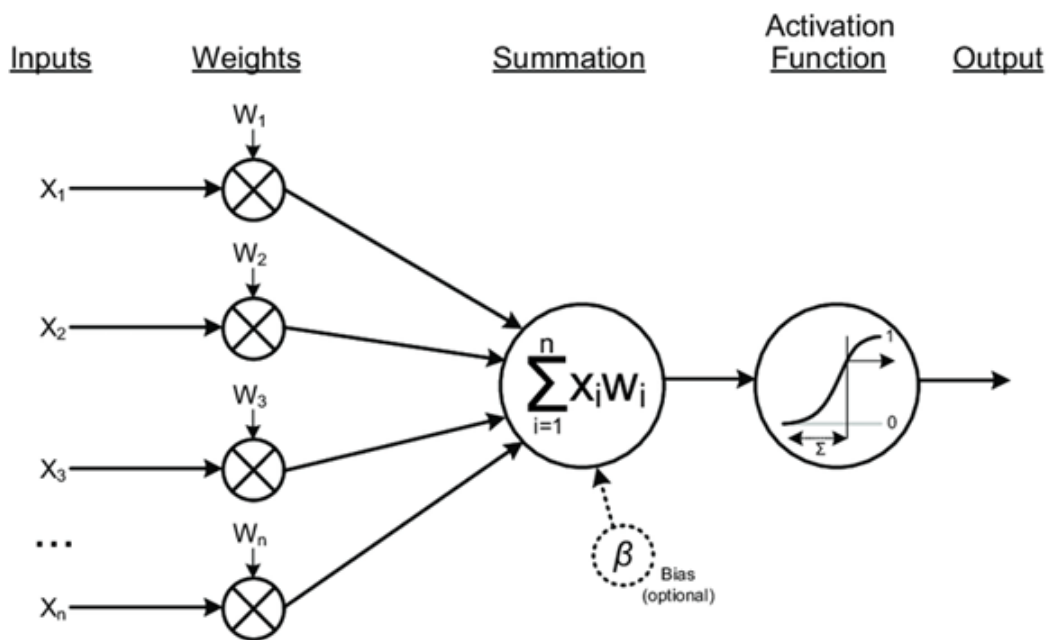 Inputs
Weights
Summation
Activation
Function
Output
W₁
X₁
W₂
X₂
W₃
X₃
...
Wₙ
Xₙ
n
∑ xᵢwᵢ
i=1
β
Bias
(optional)
1
0
Σ